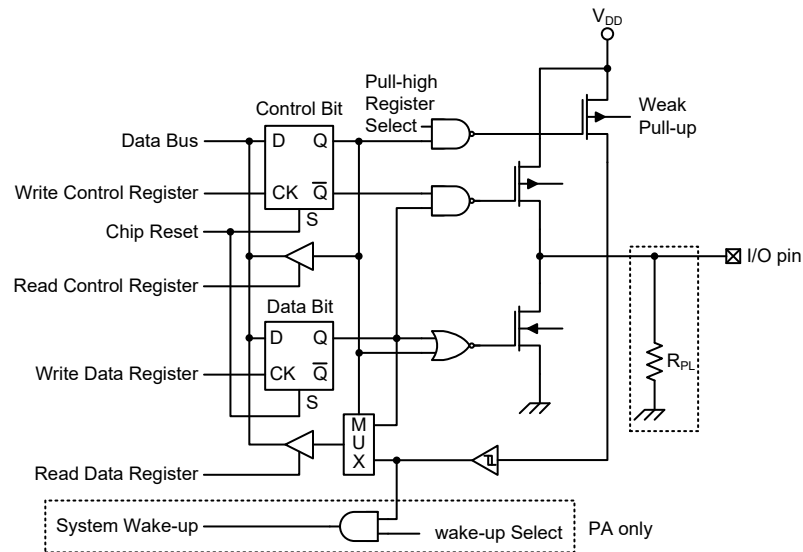 V_DD
Pull-high
Register
Select
Control Bit
Weak
Pull-up
Data Bus
D
Q
Write Control Register
CK
Q̅
S
Chip Reset
I/O pin
Read Control Register
Data Bit
D
Q
R_PL
Write Data Register
CK
Q̅
S
M
U
X
Read Data Register
System Wake-up
wake-up Select
PA only